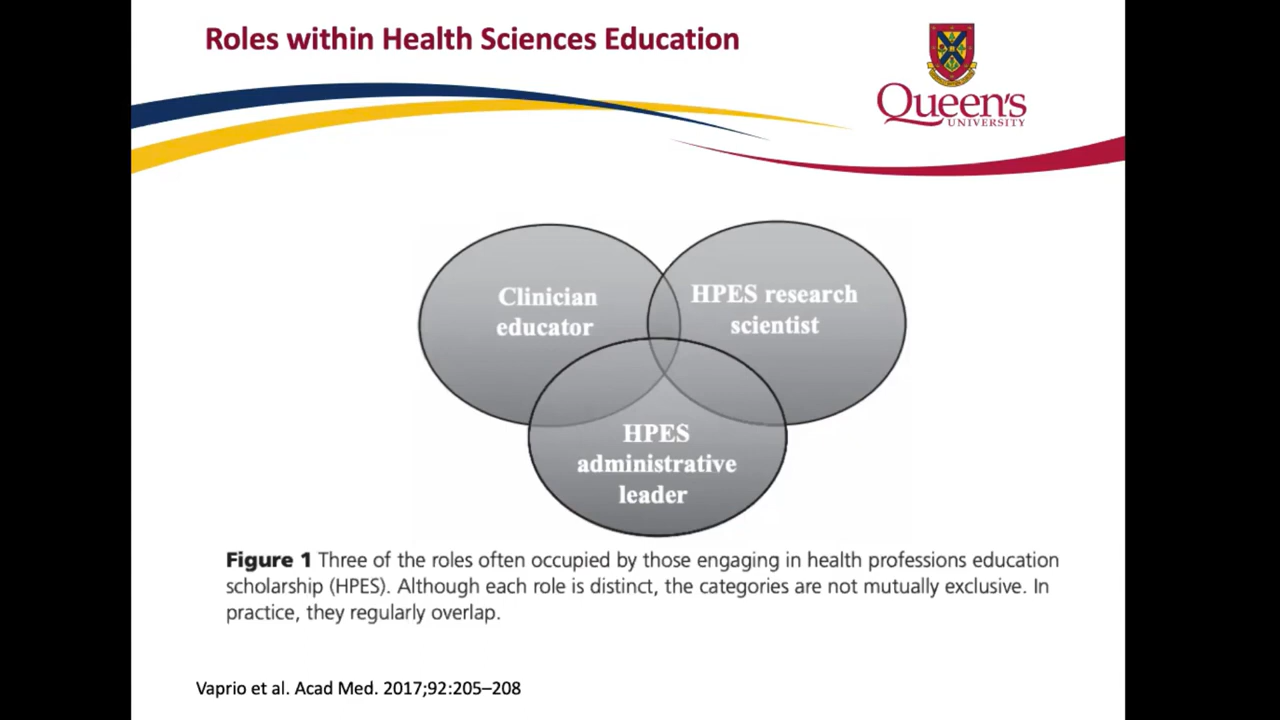 Roles within Health Sciences Education
Queen's
UNIVERSITY
Clinician
educator
HPES research
scientist
HPES
administrative
leader
Figure 1 Three of the roles often occupied by those engaging in health professions education
scholarship (HPES). Although each role is distinct, the categories are not mutually exclusive. In
practice, they regularly overlap.
Vaprio et al. Acad Med. 2017;92:205–208